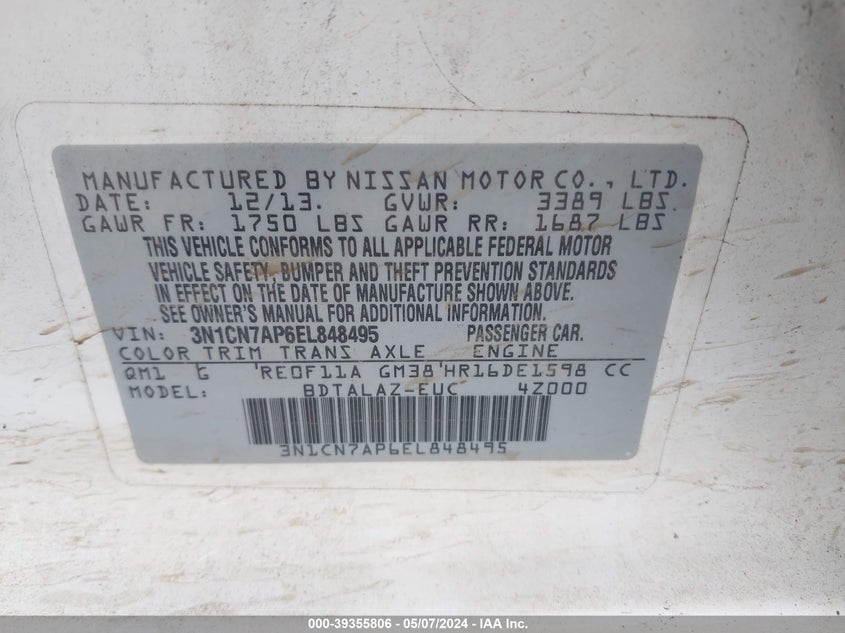 MANUFACTURED BY NISSAN MOTOR CO., LTD.
DATE: 12/13. GVWR: 3389 LBS.
GAWR FR: 1750 LBS GAWR RR: 1687 LBS
THIS VEHICLE CONFORMS TO ALL APPLICABLE FEDERAL MOTOR
VEHICLE SAFETY, BUMPER AND THEFT PREVENTION STANDARDS
IN EFFECT ON THE DATE OF MANUFACTURE SHOWN ABOVE.
SEE OWNER'S MANUAL FOR ADDITIONAL INFORMATION.
VIN: 3N1CN7AP6EL848495 PASSENGER CAR.
COLOR TRIM TRANS AXLE ENGINE
QM1 G RE0F11A GM38 HR16DE1598 CC
MODEL: BDTALAZ-EUC 4Z000
3N1CN7AP6EL848495
000-39355806 - 05/07/2024 - IAA Inc.